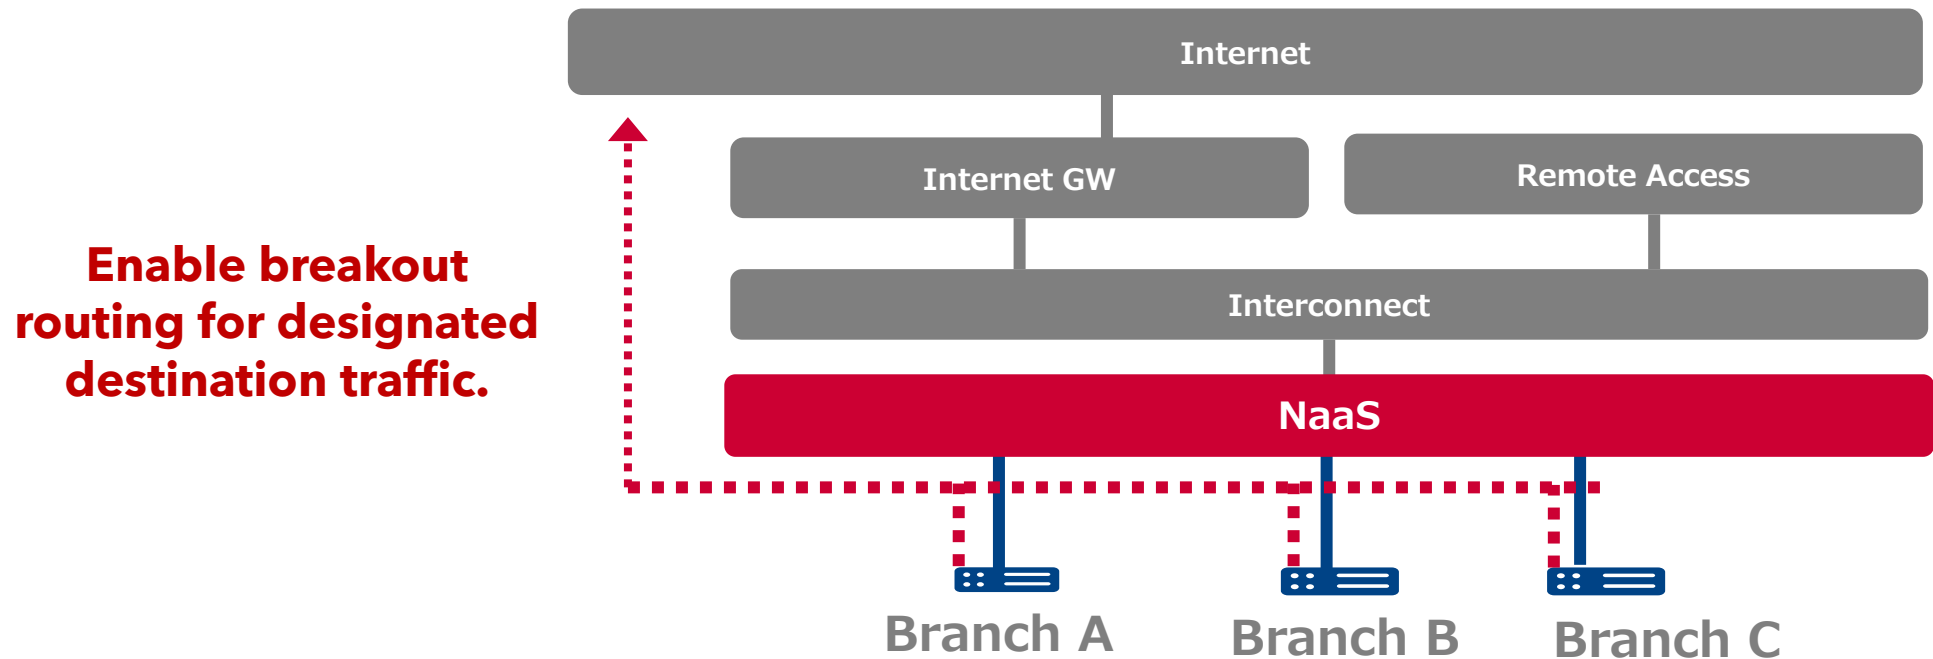 Internet
Internet GW
Remote Access
Enable breakout
routing for designated
destination traffic.
Interconnect
NaaS
Branch A
Branch B
Branch C